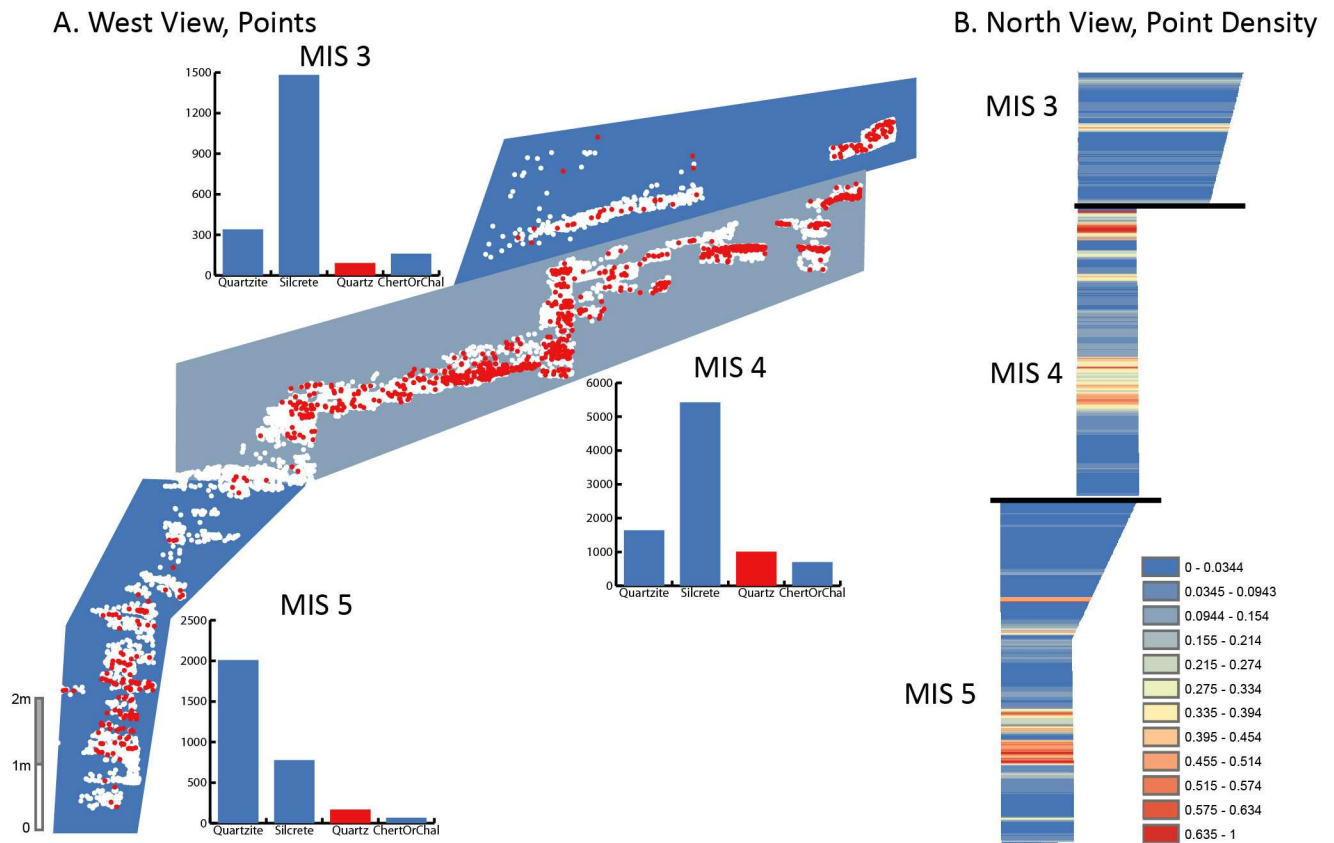 A. West View, Points
B. North View, Point Density
MIS 3
1500
1200
900
600
300
0
Quartzite Silcrete Quartz ChertOrChal
MIS 4
6000
5000
4000
3000
2000
1000
0
Quartzite Silcrete Quartz ChertOrChal
MIS 5
2500
2000
1500
1000
500
0
Quartzite Silcrete Quartz ChertOrChal
2m
1m
0
MIS 3
MIS 4
MIS 5
0 - 0.0344
0.0345 - 0.0943
0.0944 - 0.154
0.155 - 0.214
0.215 - 0.274
0.275 - 0.334
0.335 - 0.394
0.395 - 0.454
0.455 - 0.514
0.515 - 0.574
0.575 - 0.634
0.635 - 1